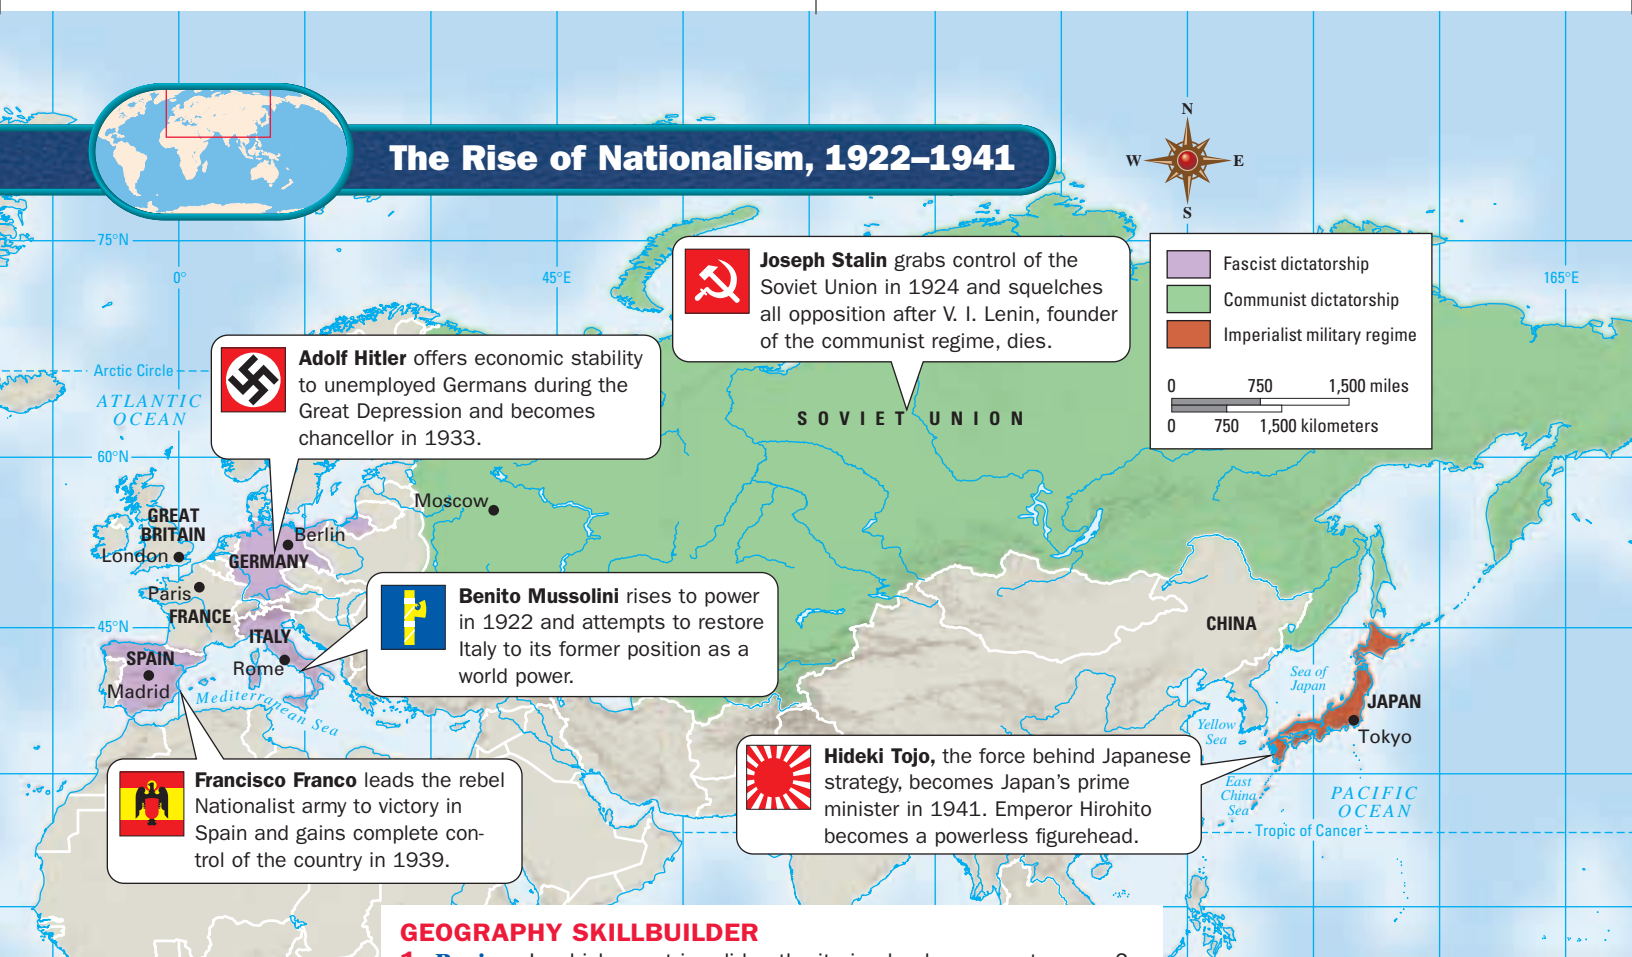 The Rise of Nationalism, 1922–1941
N
W
E
S
75°N
0°
45°E
165°E
Joseph Stalin grabs control of the
Soviet Union in 1924 and squelches
all opposition after V. I. Lenin, founder
of the communist regime, dies.
Fascist dictatorship
Communist dictatorship
Imperialist military regime
0 750 1,500 miles
0 750 1,500 kilometers
Adolf Hitler offers economic stability
to unemployed Germans during the
Great Depression and becomes
chancellor in 1933.
Arctic Circle
ATLANTIC
OCEAN
SOVIET UNION
60°N
Moscow
GREAT
BRITAIN
London
Berlin
GERMANY
Paris
FRANCE
45°N
ITALY
Rome
SPAIN
Madrid
Mediterranean Sea
Benito Mussolini rises to power
in 1922 and attempts to restore
Italy to its former position as a
world power.
CHINA
Sea of
Japan
JAPAN
Tokyo
Yellow
Sea
East
China
Sea
PACIFIC
OCEAN
Tropic of Cancer
Francisco Franco leads the rebel
Nationalist army to victory in
Spain and gains complete con-
trol of the country in 1939.
Hideki Tojo, the force behind Japanese
strategy, becomes Japan's prime
minister in 1941. Emperor Hirohito
becomes a powerless figurehead.
GEOGRAPHY SKILLBUILDER